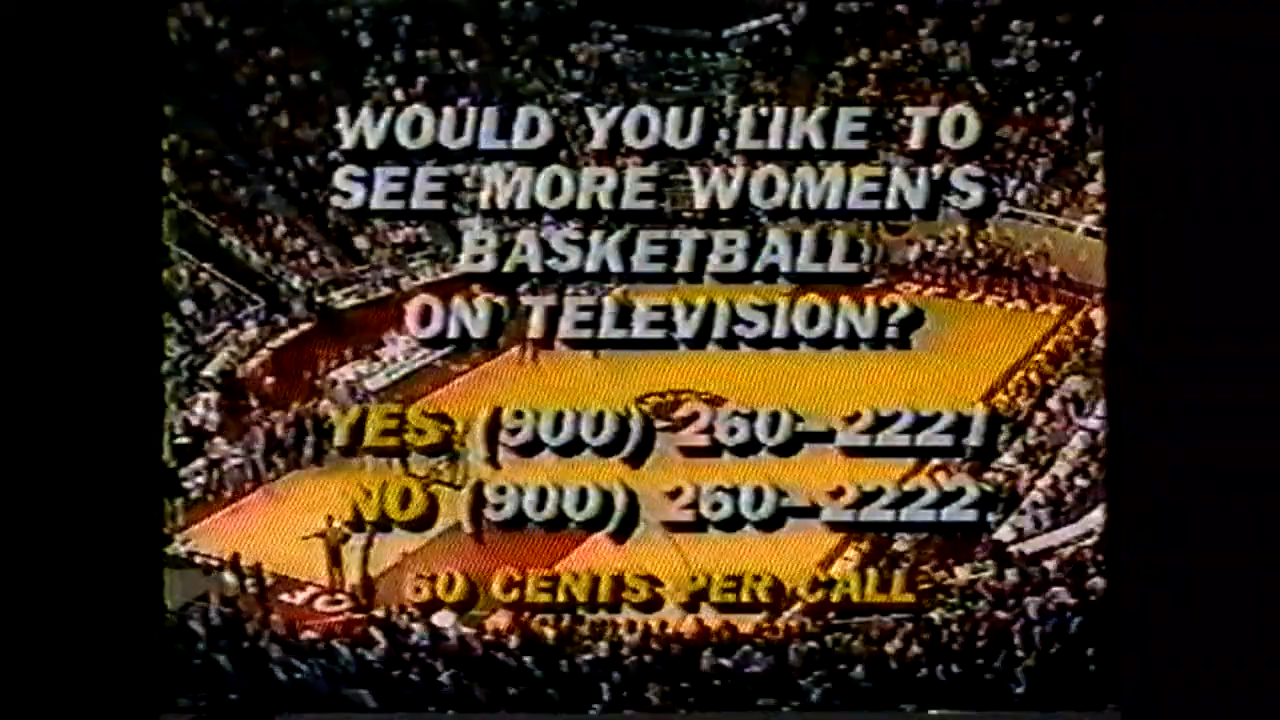 WOULD YOU LIKE TO
SEE MORE WOMEN'S
BASKETBALL
ON TELEVISION?
YES (900) 260-2221
NO (900) 260-2222
60 CENTS PER CALL